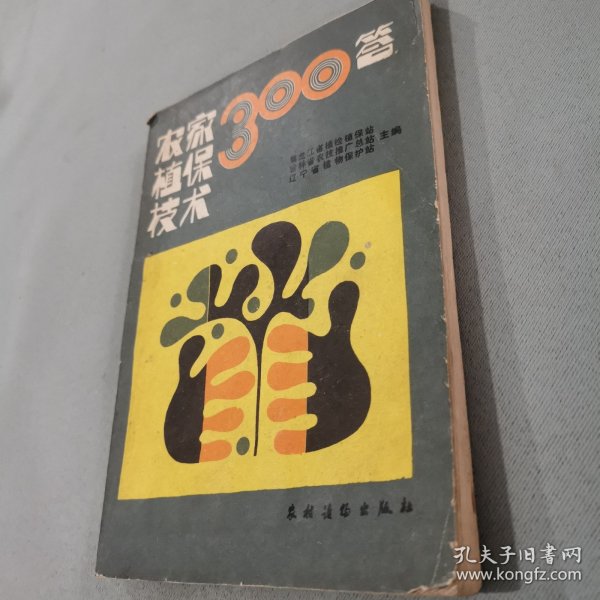 农家
植保
技术
300答
黑龙江省植检植保站
吉林省农技推广总站
辽宁省植物保护站
主编
农村读物出版社
孔夫子旧书网
www.kongfz.com